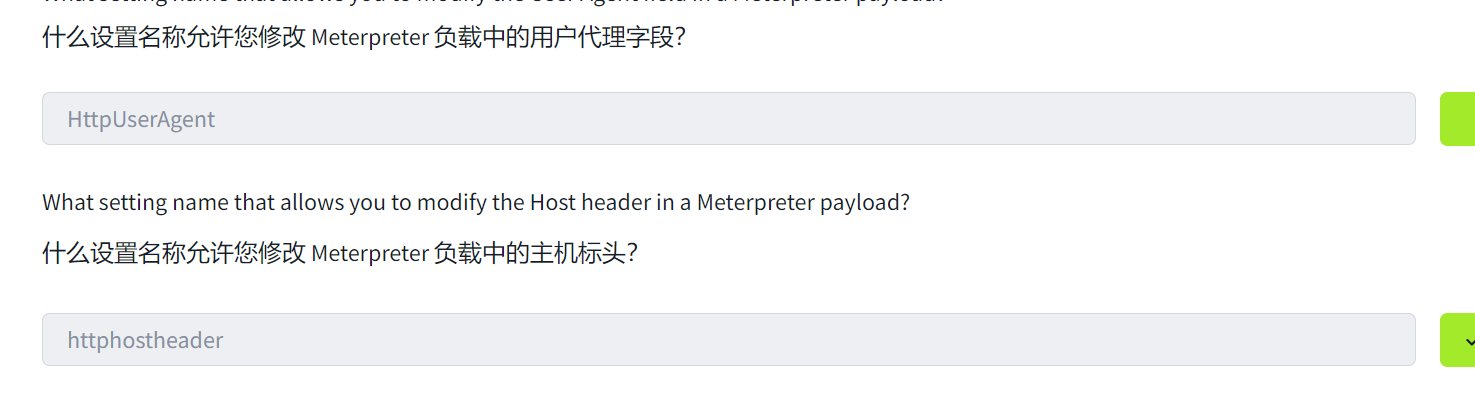 什么设置名称允许您修改 Meterpreter 负载中的用户代理字段？
HttpUserAgent
What setting name that allows you to modify the Host header in a Meterpreter payload?
什么设置名称允许您修改 Meterpreter 负载中的主机标头？
httphostheader